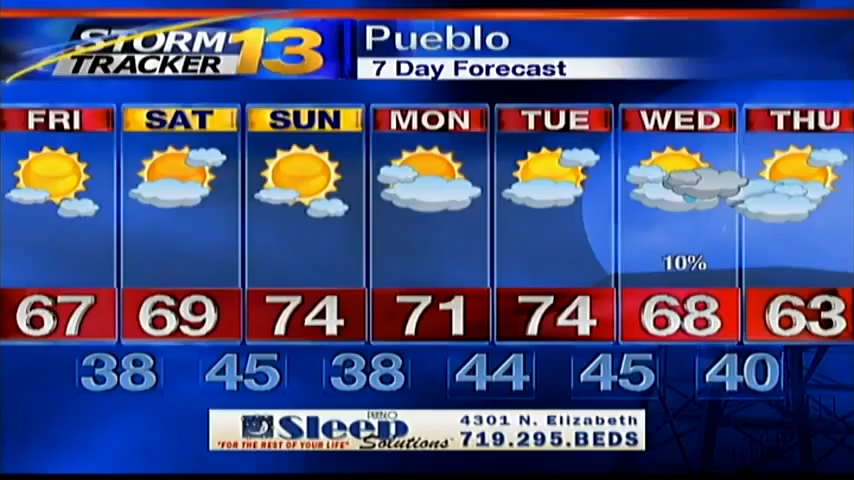 STORM
TRACKER 13
Pueblo
7 Day Forecast
FRI SAT SUN MON TUE WED THU
10%
67 69 74 71 74 68 63
38 45 38 44 45 40
PUEBLO
Sleep
Solutions
"FOR THE REST OF YOUR LIFE"
4301 N. Elizabeth
719.295.BEDS